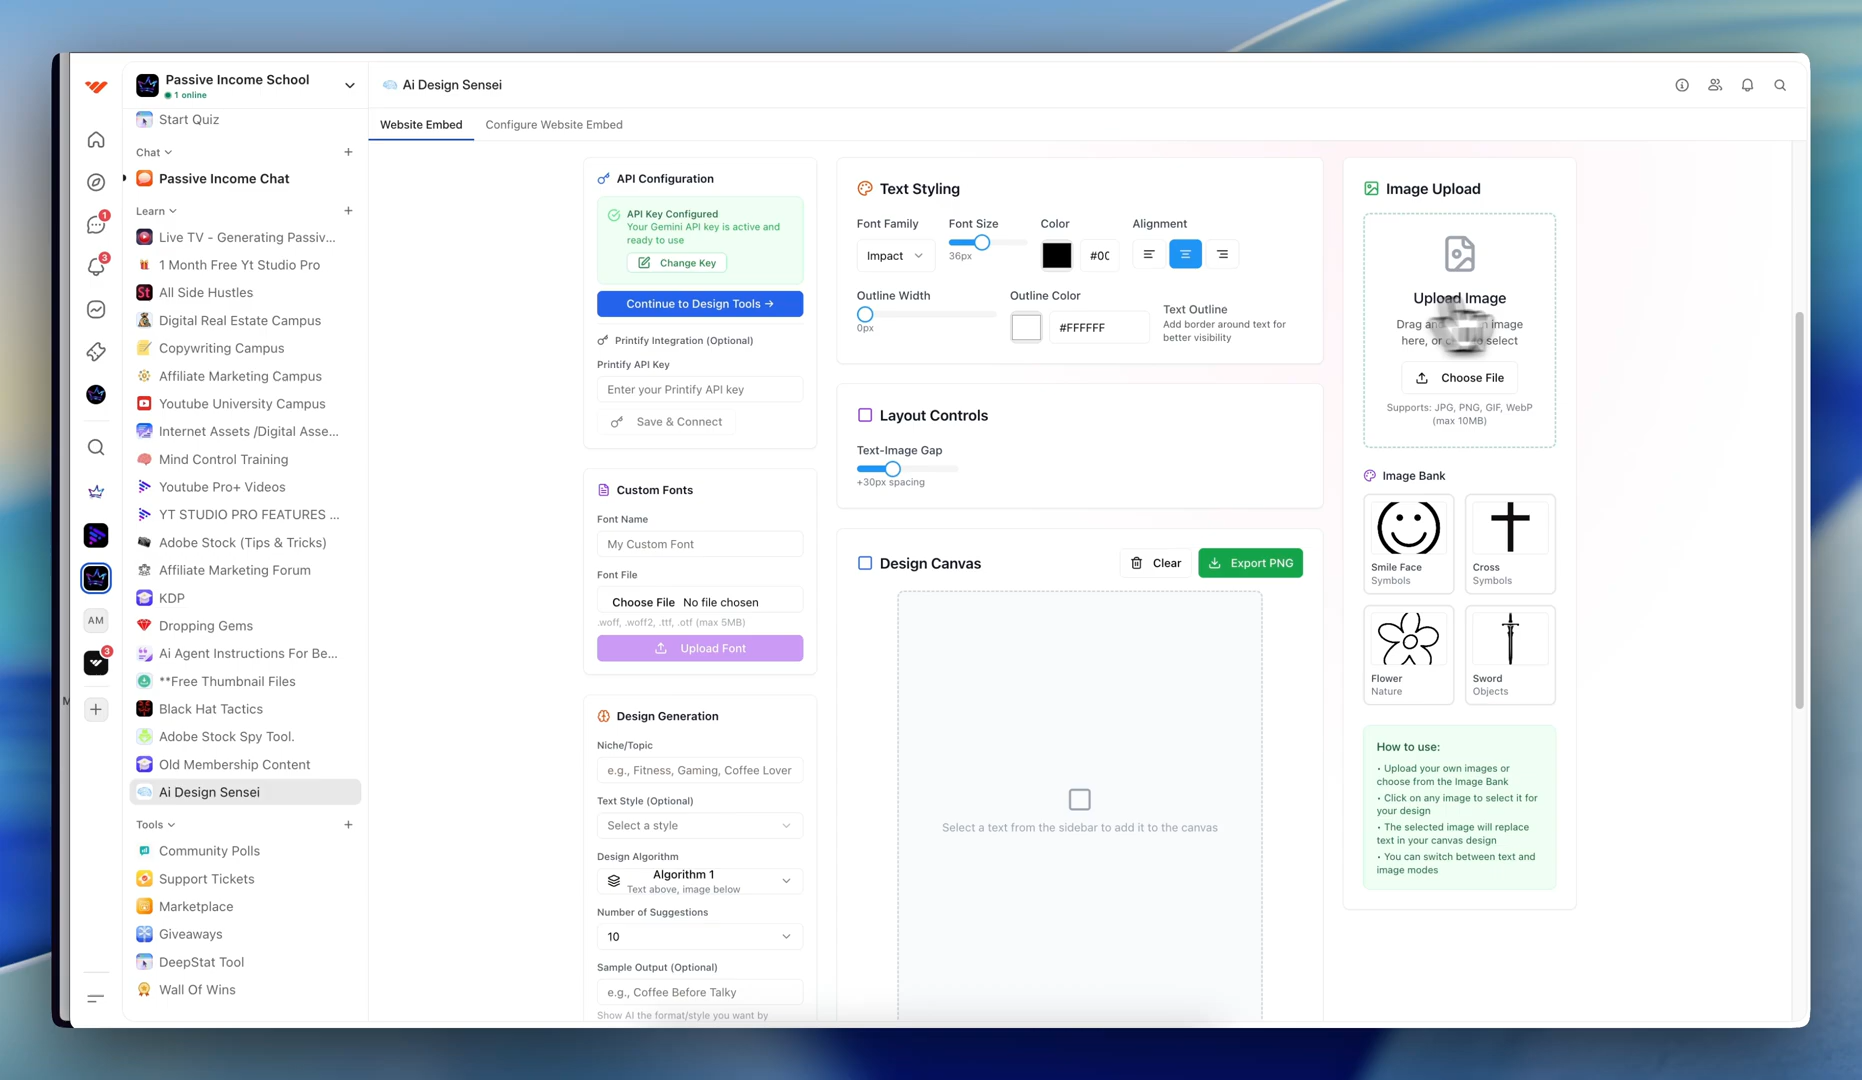 Passive Income School
1 online
Start Quiz
Chat
Passive Income Chat
Learn
Live TV - Generating Passiv...
1 Month Free Yt Studio Pro
All Side Hustles
Digital Real Estate Campus
Copywriting Campus
Affiliate Marketing Campus
Youtube University Campus
Internet Assets /Digital Asse...
Mind Control Training
Youtube Pro+ Videos
YT STUDIO PRO FEATURES ...
Adobe Stock (Tips & Tricks)
Affiliate Marketing Forum
KDP
Dropping Gems
Ai Agent Instructions For Be...
**Free Thumbnail Files
Black Hat Tactics
Adobe Stock Spy Tool.
Old Membership Content
Ai Design Sensei
Tools
Community Polls
Support Tickets
Marketplace
Giveaways
DeepStat Tool
Wall Of Wins
1
3
St
AM
3
M
Ai Design Sensei
Website Embed
Configure Website Embed
API Configuration
API Key Configured
Your Gemini API key is active and
ready to use
Change Key
Continue to Design Tools →
Printify Integration (Optional)
Printify API Key
Enter your Printify API key
Save & Connect
Custom Fonts
Font Name
My Custom Font
Font File
Choose File No file chosen
.woff, .woff2, .ttf, .otf (max 5MB)
Upload Font
Design Generation
Niche/Topic
e.g., Fitness, Gaming, Coffee Lover
Text Style (Optional)
Select a style
Design Algorithm
Algorithm 1
Text above, image below
Number of Suggestions
10
Sample Output (Optional)
e.g., Coffee Before Talky
Show AI the format/style you want by
Text Styling
Font Family
Font Size
Color
Alignment
Impact
36px
#0C
Outline Width
0px
Outline Color
#FFFFFF
Text Outline
Add border around text for
better visibility
Layout Controls
Text-Image Gap
+30px spacing
Design Canvas
Clear
Export PNG
Select a text from the sidebar to add it to the canvas
Image Upload
Upload Image
Drag an image
here, or select
Choose File
Supports: JPG, PNG, GIF, WebP
(max 10MB)
Image Bank
Smile Face
Symbols
Cross
Symbols
Flower
Nature
Sword
Objects
How to use:
• Upload your own images or
choose from the Image Bank
• Click on any image to select it for
your design
• The selected image will replace
text in your canvas design
• You can switch between text and
image modes